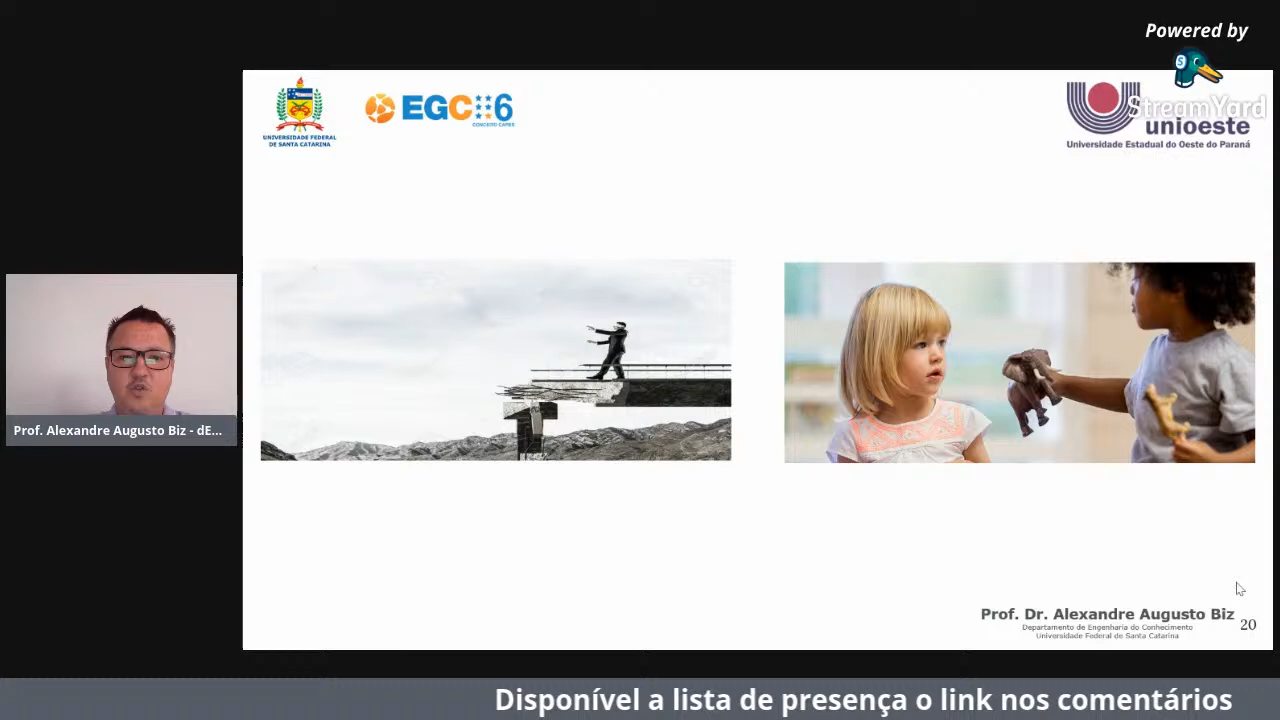 Powered by
StreamYard
UNIVERSIDADE FEDERAL
DE SANTA CATARINA
EGC 6
CONCEITO CAPES
unioeste
Universidade Estadual do Oeste do Paraná
Prof. Alexandre Augusto Biz - dE...
Prof. Dr. Alexandre Augusto Biz
Departamento de Engenharia do Conhecimento
Universidade Federal de Santa Catarina
20
Disponível a lista de presença o link nos comentários